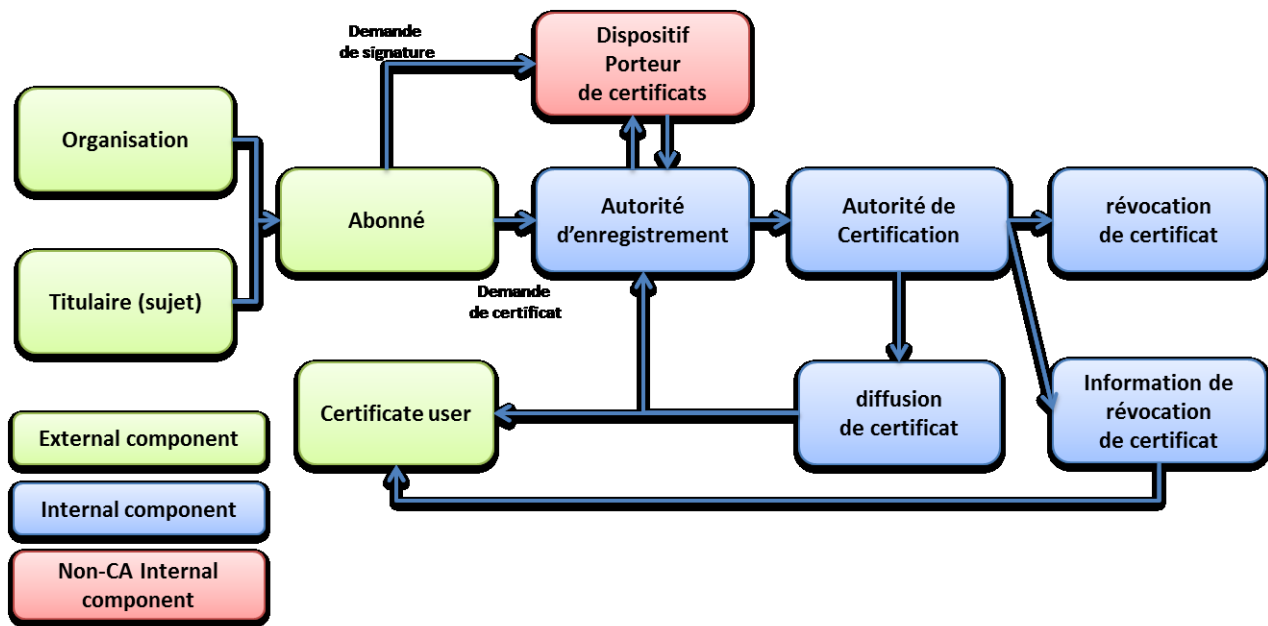 Demande
de signature
Dispositif
Porteur
de certificats
Organisation
Titulaire (sujet)
Abonné
Autorité
d'enregistrement
Autorité de
Certification
révocation
de certificat
Demande
de certificat
Certificate user
diffusion
de certificat
Information de
révocation
de certificat
External component
Internal component
Non-CA Internal
component